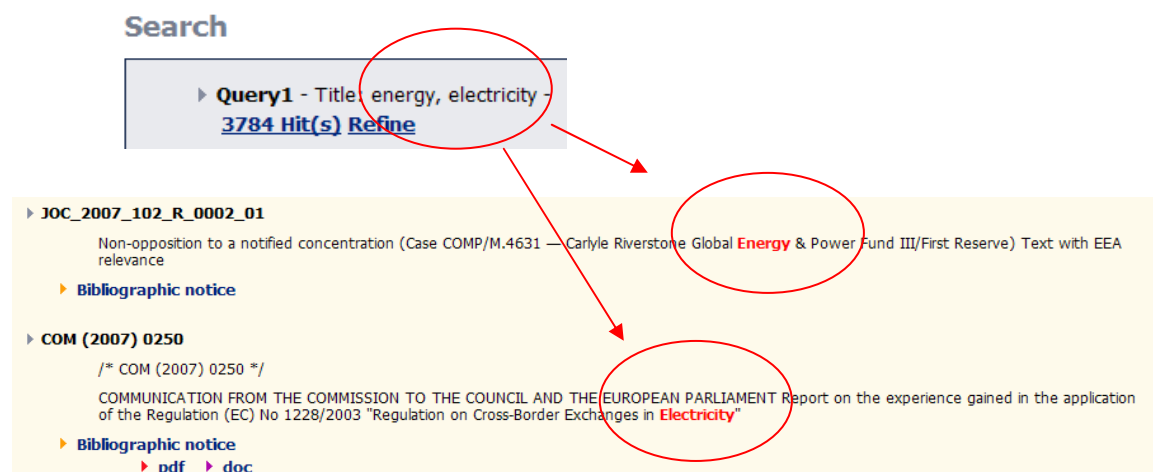 Search
Query1 - Title: energy, electricity -
3784 Hit(s) Refine
JOC_2007_102_R_0002_01
Non-opposition to a notified concentration (Case COMP/M.4631 — Carlyle Riverstone Global Energy & Power Fund III/First Reserve) Text with EEA
relevance
Bibliographic notice
COM (2007) 0250
/* COM (2007) 0250 */
COMMUNICATION FROM THE COMMISSION TO THE COUNCIL AND THE EUROPEAN PARLIAMENT Report on the experience gained in the application
of the Regulation (EC) No 1228/2003 "Regulation on Cross-Border Exchanges in Electricity"
Bibliographic notice
pdf doc